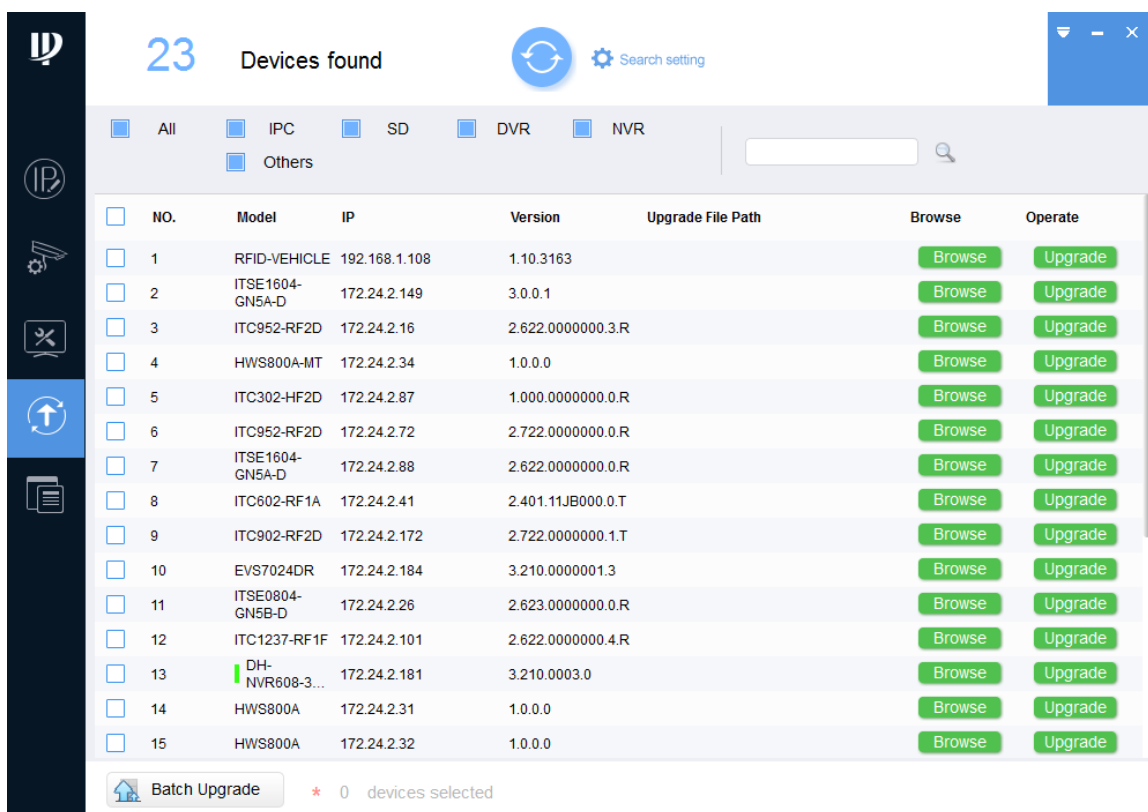 23 Devices found Search setting
All IPC SD DVR NVR
Others
NO. Model IP Version Upgrade File Path Browse Operate
1 RFID-VEHICLE 192.168.1.108 1.10.3163 Browse Upgrade
2 ITSE1604-GN5A-D 172.24.2.149 3.0.0.1 Browse Upgrade
3 ITC952-RF2D 172.24.2.16 2.622.0000000.3.R Browse Upgrade
4 HWS800A-MT 172.24.2.34 1.0.0.0 Browse Upgrade
5 ITC302-HF2D 172.24.2.87 1.000.0000000.0.R Browse Upgrade
6 ITC952-RF2D 172.24.2.72 2.722.0000000.0.R Browse Upgrade
7 ITSE1604-GN5A-D 172.24.2.88 2.622.0000000.0.R Browse Upgrade
8 ITC602-RF1A 172.24.2.41 2.401.11JB000.0.T Browse Upgrade
9 ITC902-RF2D 172.24.2.172 2.722.0000000.1.T Browse Upgrade
10 EVS7024DR 172.24.2.184 3.210.0000001.3 Browse Upgrade
11 ITSE0804-GN5B-D 172.24.2.26 2.623.0000000.0.R Browse Upgrade
12 ITC1237-RF1F 172.24.2.101 2.622.0000000.4.R Browse Upgrade
13 DH-NVR608-3... 172.24.2.181 3.210.0003.0 Browse Upgrade
14 HWS800A 172.24.2.31 1.0.0.0 Browse Upgrade
15 HWS800A 172.24.2.32 1.0.0.0 Browse Upgrade
Batch Upgrade * 0 devices selected